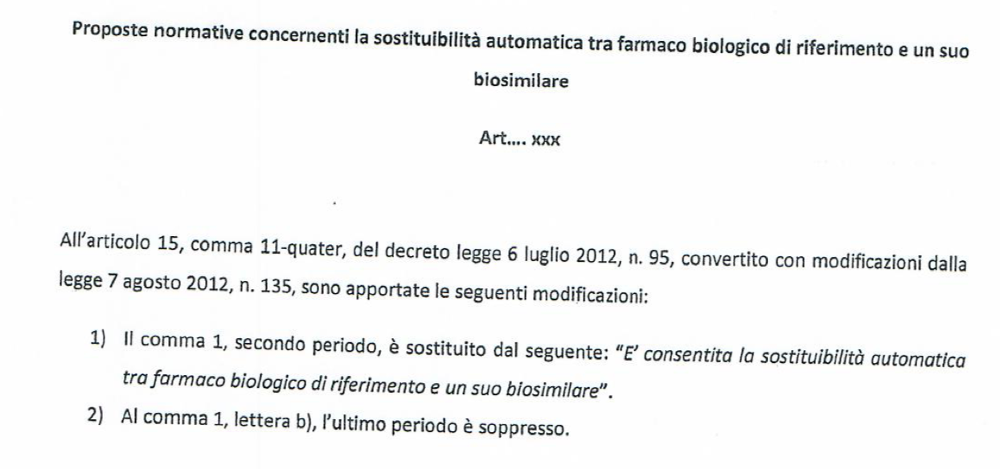 Proposte normative concernenti la sostituibilità automatica tra farmaco biologico di riferimento e un suo
biosimilare
Art.... xxx
All'articolo 15, comma 11-quater, del decreto legge 6 luglio 2012, n. 95, convertito con modificazioni dalla
legge 7 agosto 2012, n. 135, sono apportate le seguenti modificazioni:
1) Il comma 1, secondo periodo, è sostituito dal seguente: "E' consentita la sostituibilità automatica
tra farmaco biologico di riferimento e un suo biosimilare".
2) Al comma 1, lettera b), l'ultimo periodo è soppresso.